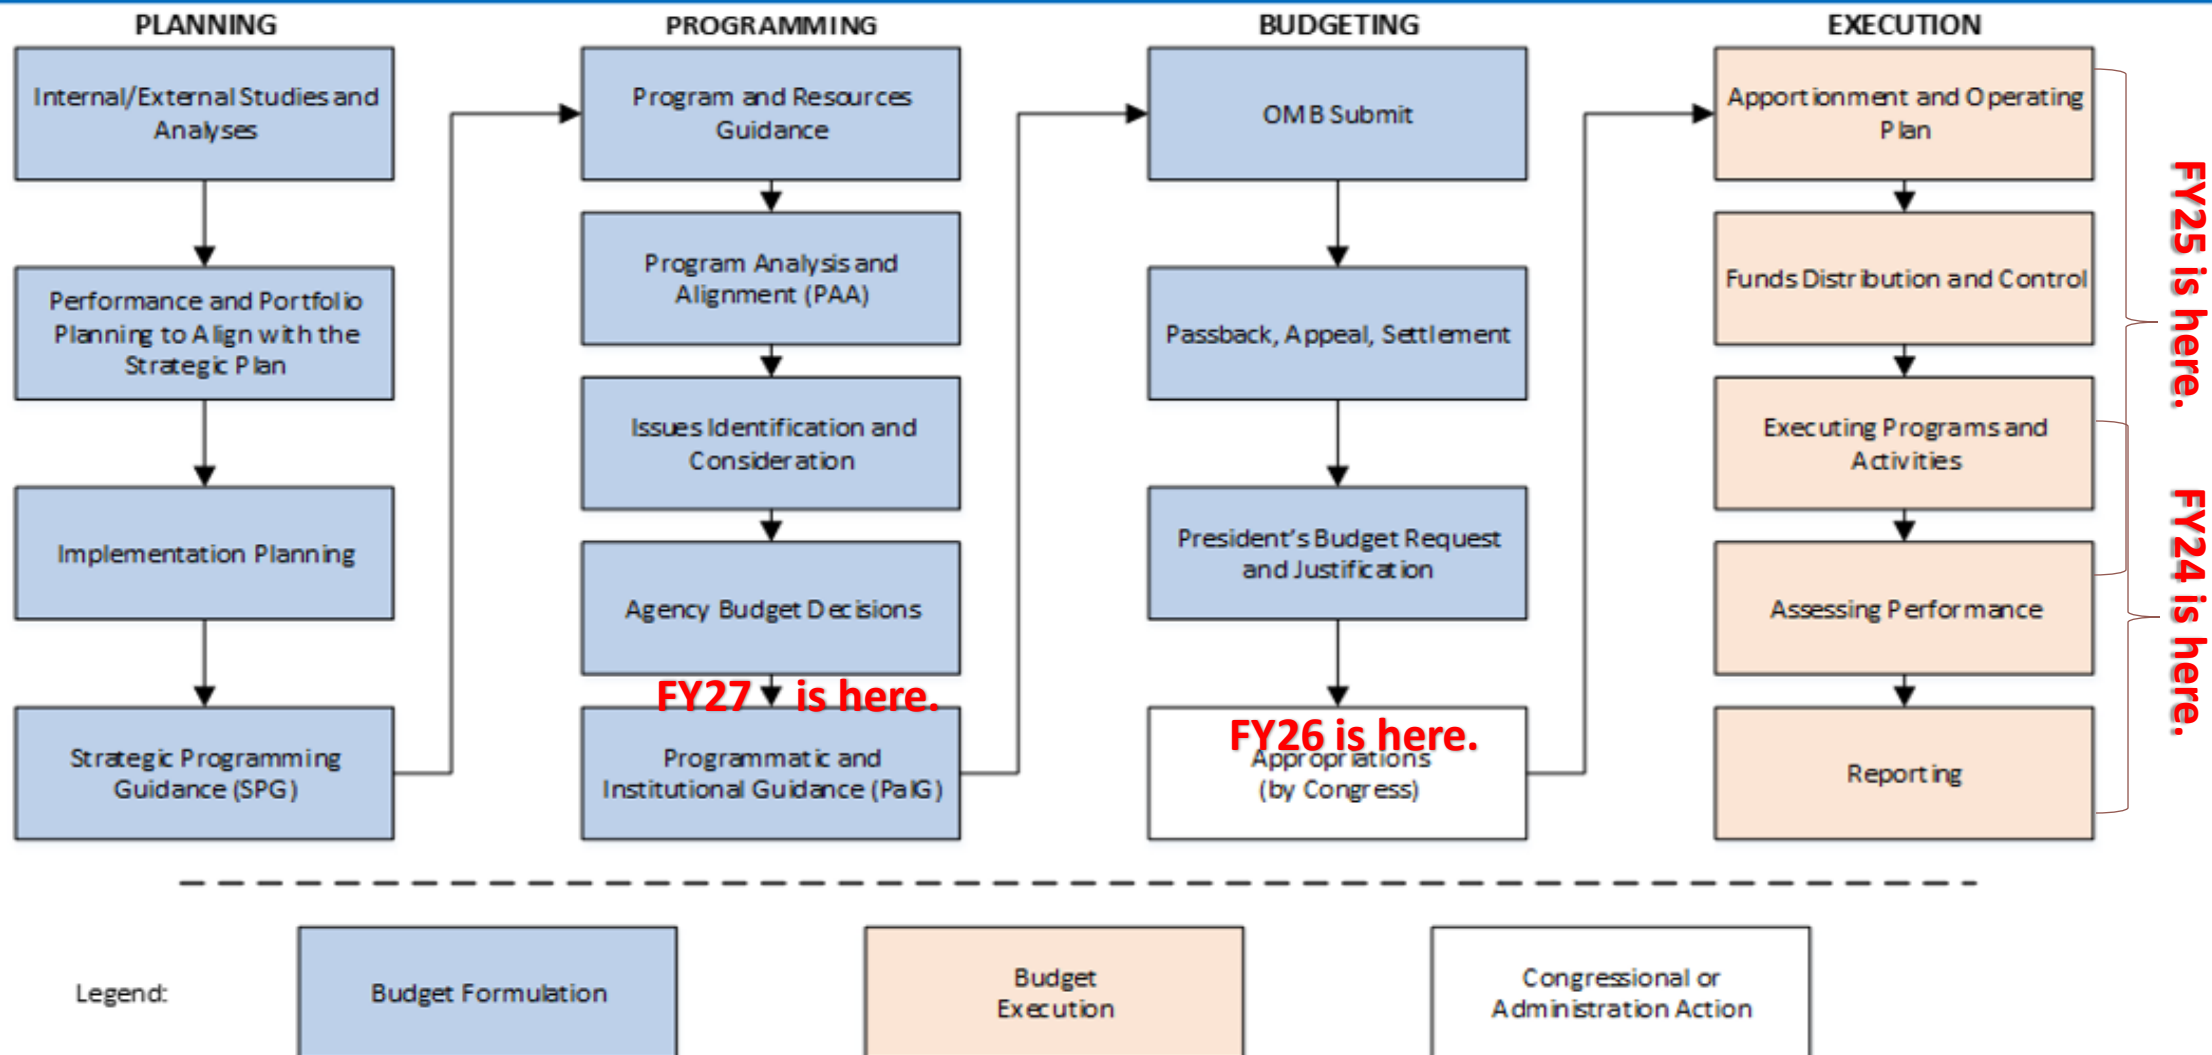 PLANNING
Internal/External Studies and
Analyses
Performance and Portfolio
Planning to Align with the
Strategic Plan
Implementation Planning
Strategic Programming
Guidance (SPG)
PROGRAMMING
Program and Resources
Guidance
Program Analysis and
Alignment (PAA)
Issues Identification and
Consideration
Agency Budget Decisions
FY27 is here.
Programmatic and
Institutional Guidance (PaIG)
BUDGETING
OMB Submit
Passback, Appeal, Settlement
President's Budget Request
and Justification
FY26 is here.
Appropriations
(by Congress)
EXECUTION
Apportionment and Operating
Plan
Funds Distribution and Control
Executing Programs and
Activities
Assessing Performance
Reporting
FY25 is here.
FY24 is here.
Legend:
Budget Formulation
Budget
Execution
Congressional or
Administration Action